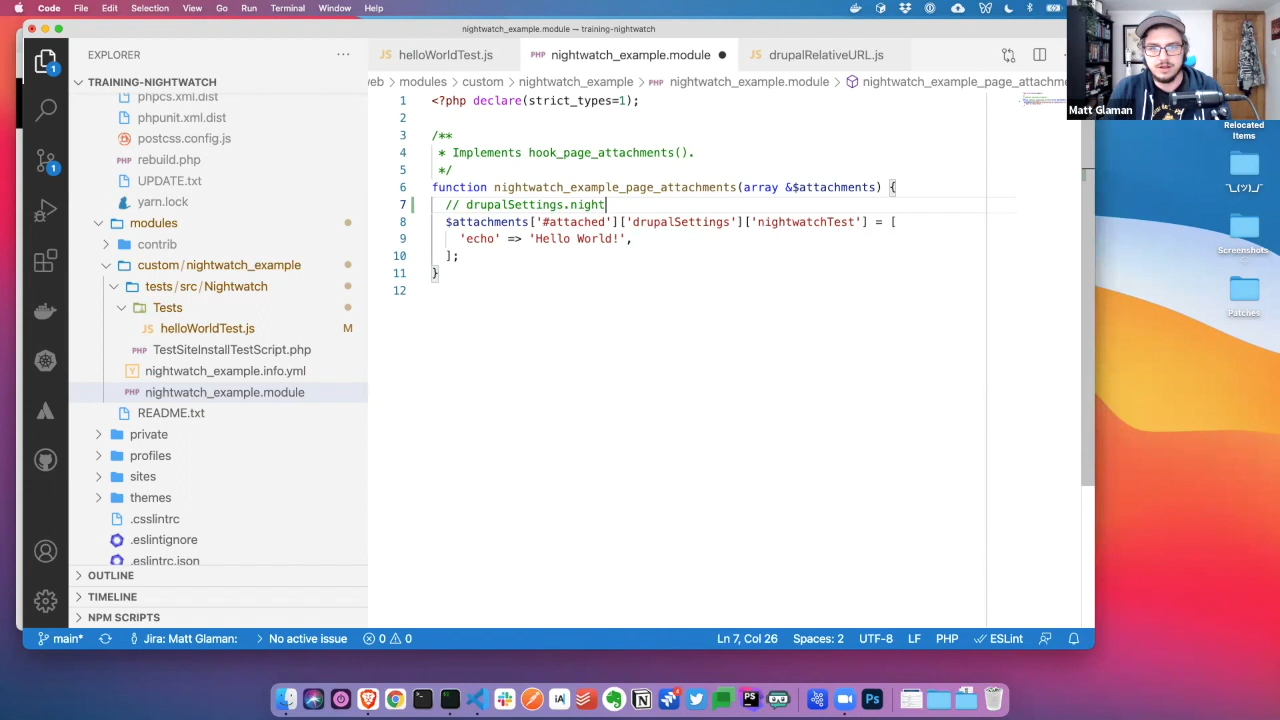 Code File Edit Selection View Go Run Terminal Window Help
nightwatch_example.module — training-nightwatch
EXPLORER
TRAINING-NIGHTWATCH
phpcs.xml.dist
phpunit.xml.dist
postcss.config.js
rebuild.php
UPDATE.txt
yarn.lock
modules
contrib
custom/nightwatch_example
tests/src/Nightwatch
Tests
helloWorldTest.js M
TestSiteInstallTestScript.php
nightwatch_example.info.yml
nightwatch_example.module
README.txt
private
profiles
sites
themes
.csslintrc
.eslintignore
.eslintrc.json
OUTLINE
TIMELINE
NPM SCRIPTS
JS helloWorldTest.js PHP nightwatch_example.module JS drupalRelativeURL.js
web > modules > custom > nightwatch_example > PHP nightwatch_example.module > nightwatch_example_page_attachme
1 <?php declare(strict_types=1);
2
3 /**
4 * Implements hook_page_attachments().
5 */
6 function nightwatch_example_page_attachments(array &$attachments) {
7 // drupalSettings.night
8 $attachments['#attached']['drupalSettings']['nightwatchTest'] = [
9 'echo' => 'Hello World!',
10 ];
11 }
12
Matt Glaman
Relocated
Items
¯\_(ツ)_/¯
Screenshots
Patches
main* Jira: Matt Glaman: No active issue 0 0 Ln 7, Col 26 Spaces: 2 UTF-8 LF PHP ESLint